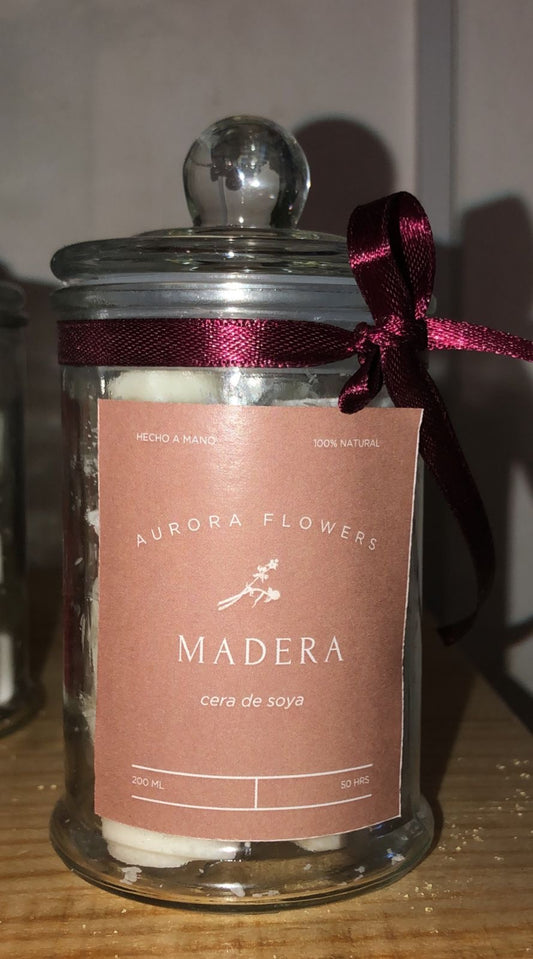 HECHO A MANO
100% NATURAL
AURORA FLOWERS
MADERA
cera de soya
200 ML
50 HRS